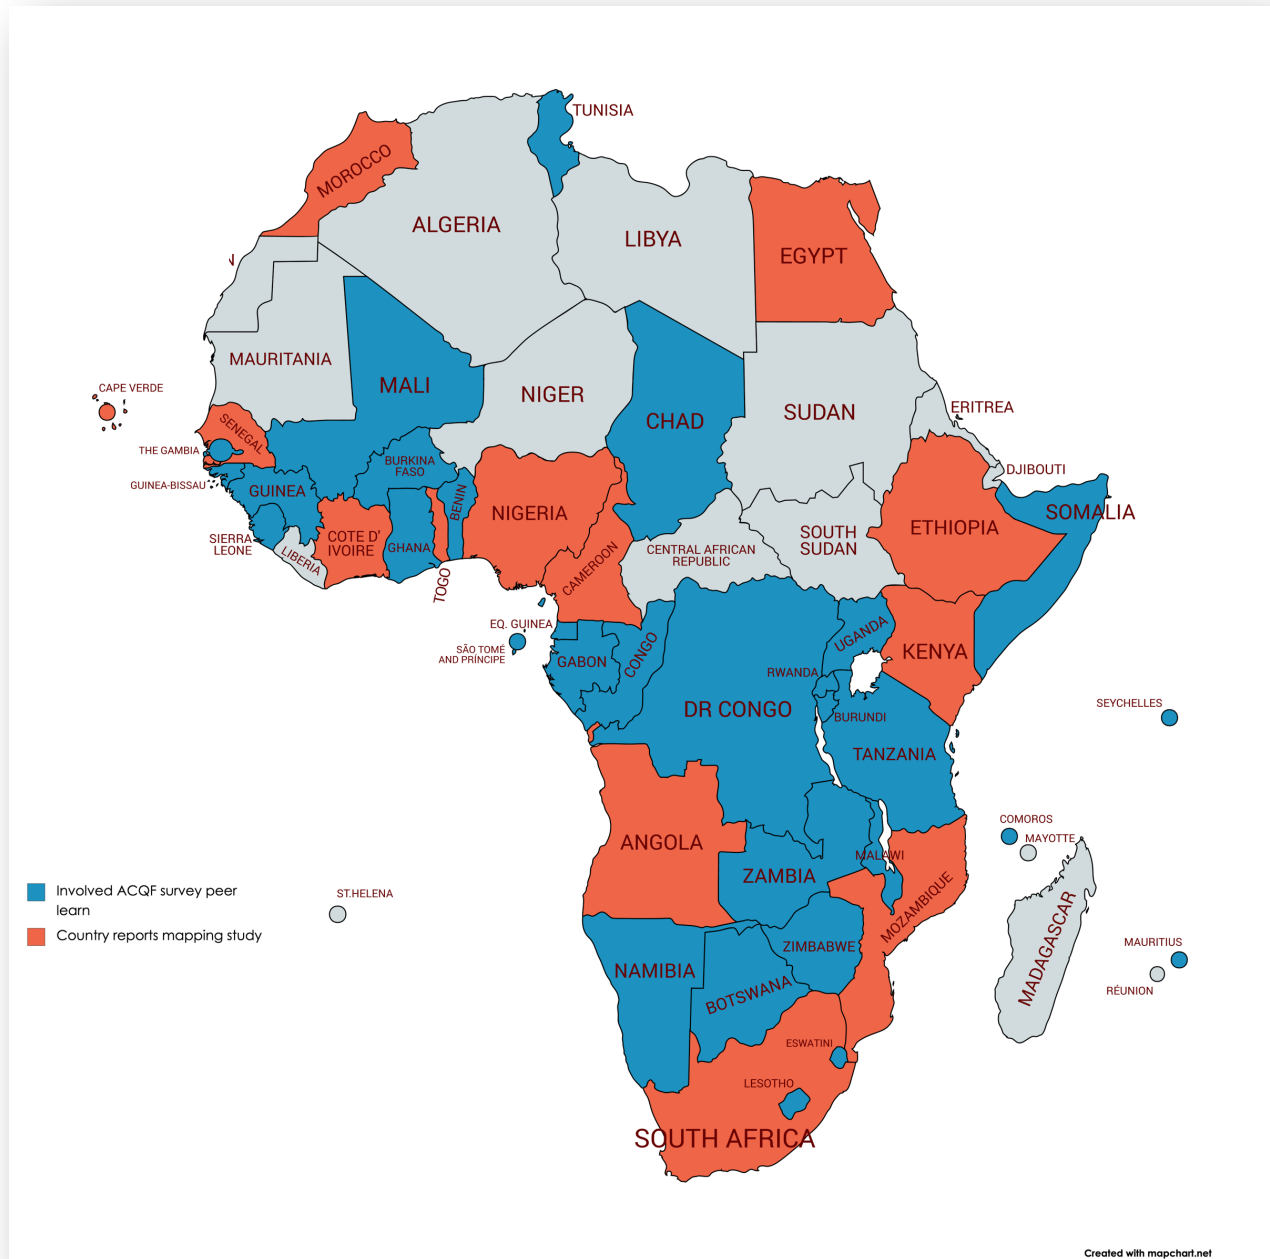 TUNISIA
MOROCCO
ALGERIA
LIBYA
EGYPT
MAURITANIA
MALI
NIGER
CHAD
SUDAN
ERITREA
CAPE VERDE
SENEGAL
THE GAMBIA
BURKINA
FASO
DJIBOUTI
GUINEA-BISSAU
GUINEA
BENIN
NIGERIA
SOMALIA
SIERRA
LEONE
LIBERIA
COTE D'
IVOIRE
GHANA
TOGO
CAMEROON
CENTRAL AFRICAN
REPUBLIC
SOUTH
SUDAN
ETHIOPIA
EQ. GUINEA
SÃO TOMÉ
AND PRÍNCIPE
GABON
CONGO
UGANDA
KENYA
RWANDA
DR CONGO
BURUNDI
SEYCHELLES
TANZANIA
COMOROS
MAYOTTE
ANGOLA
MALAWI
ZAMBIA
MOZAMBIQUE
MADAGASCAR
Involved ACQF survey peer
learn
Country reports mapping study
ST.HELENA
ZIMBABWE
MAURITIUS
NAMIBIA
BOTSWANA
RÉUNION
ESWATINI
LESOTHO
SOUTH AFRICA
Created with mapchart.net